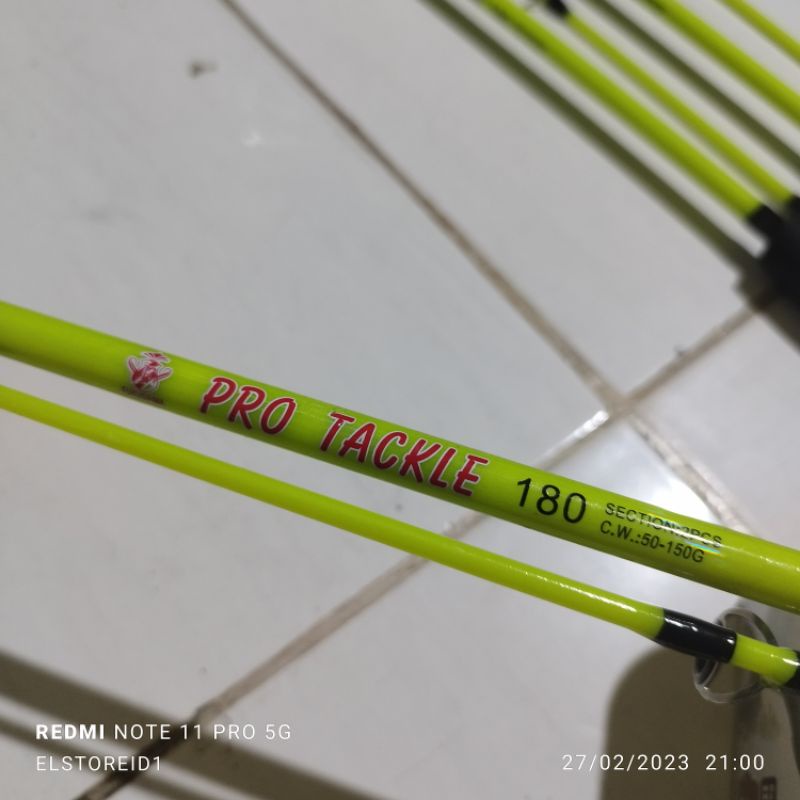 PRO TACKLE 180
SECTION:2PCS
C.W.:50-150G
REDMI NOTE 11 PRO 5G
ELSTOREID1
27/02/2023 21:00